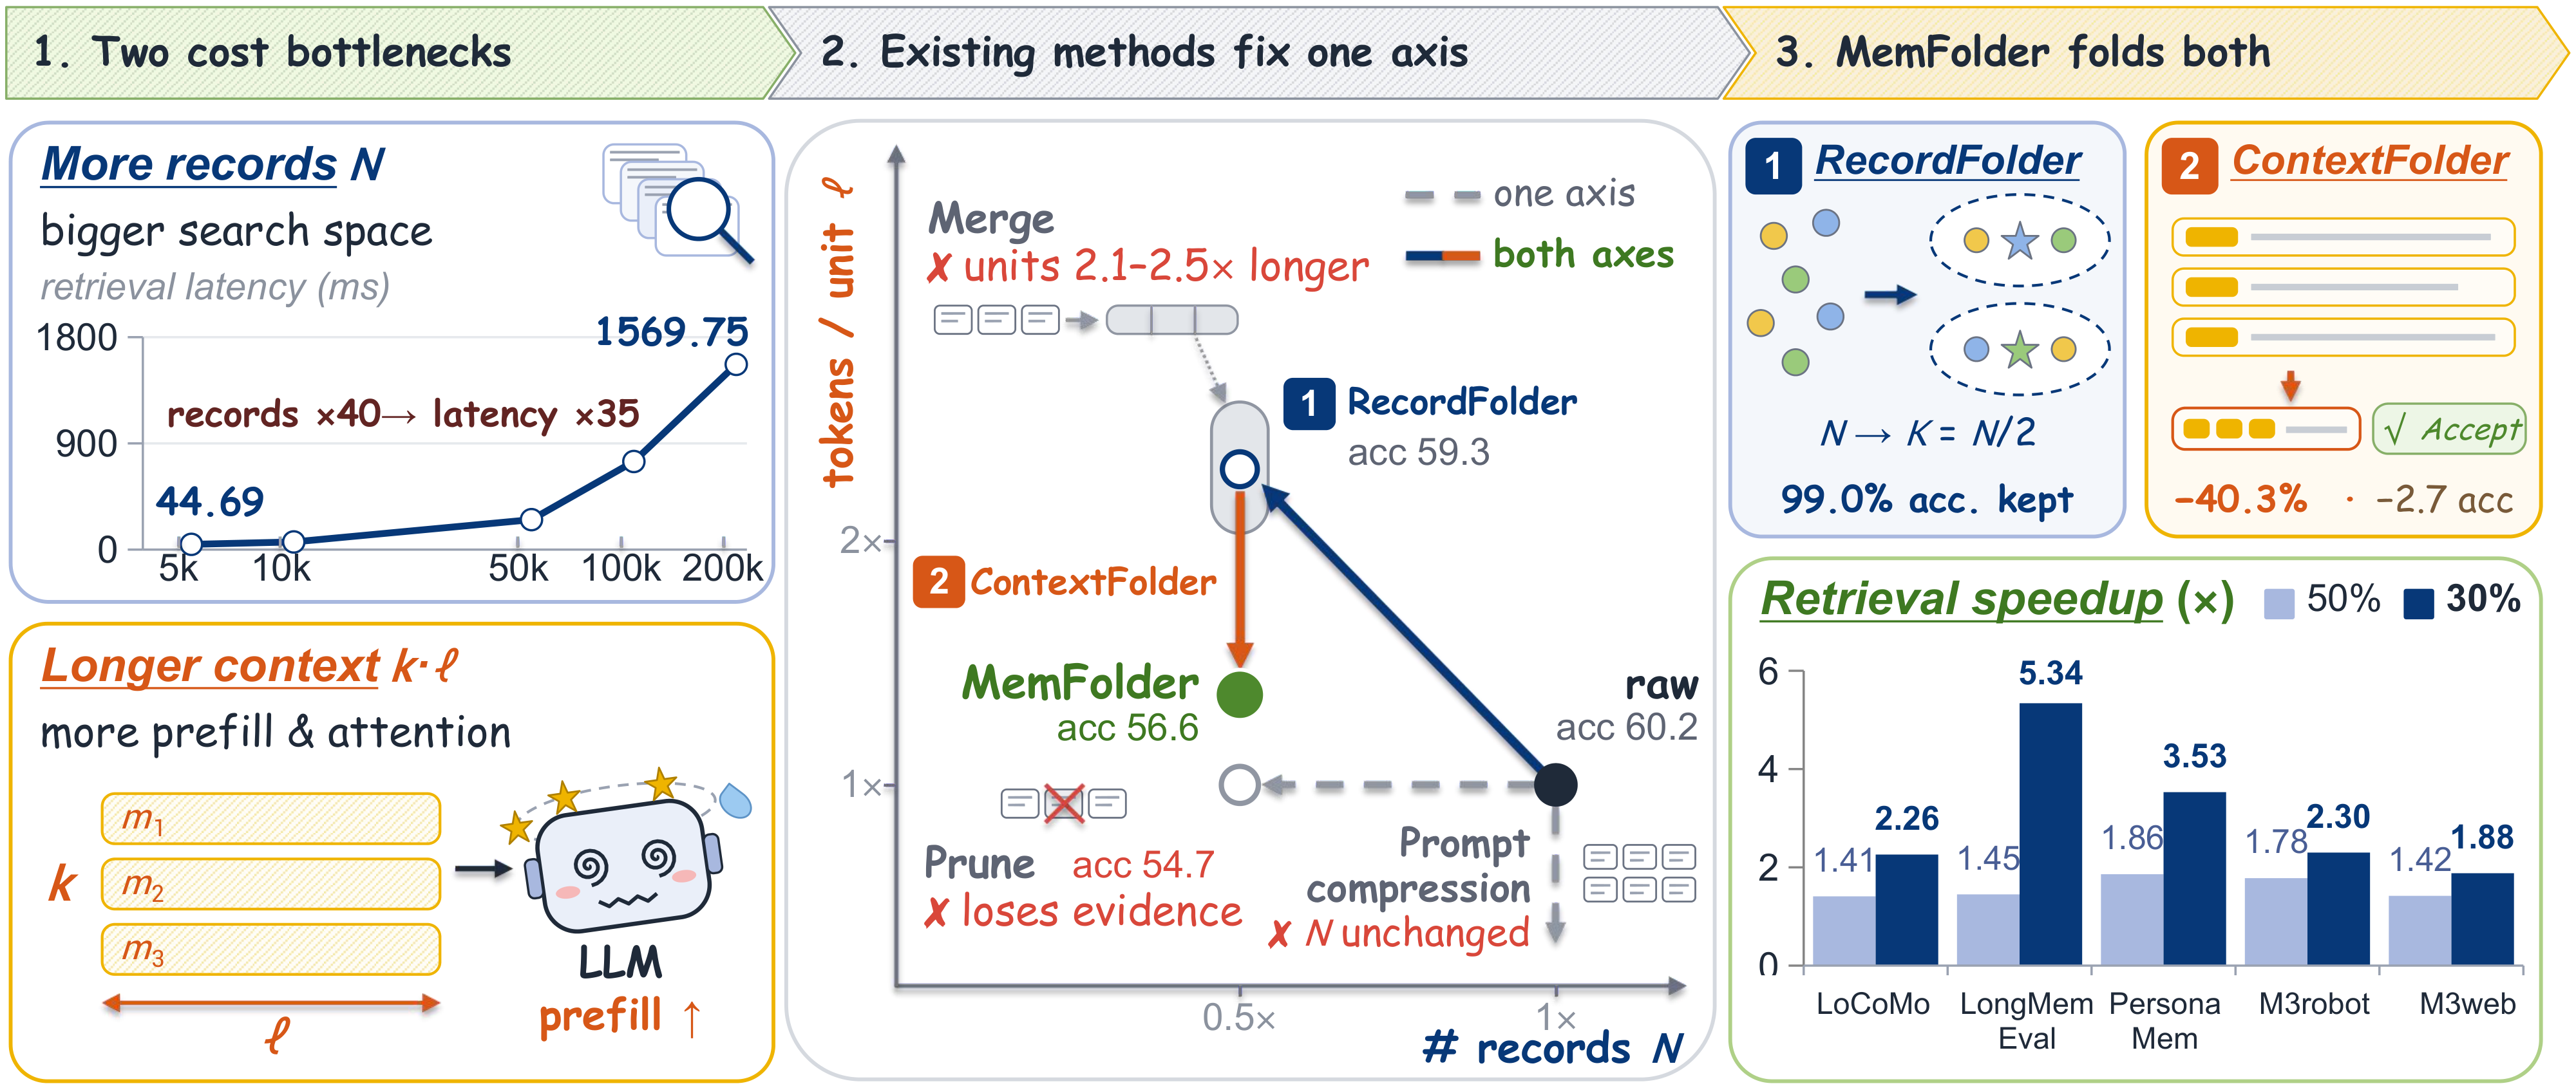 1. Two cost bottlenecks
2. Existing methods fix one axis
3. MemFolder folds both
More records N
bigger search space
retrieval latency (ms)
1800
900
0
1569.75
records ×40→ latency ×35
44.69
5k
10k
50k
100k
200k
Longer context k·ℓ
more prefill & attention
k
m1
m2
m3
ℓ
LLM
prefill ↑
tokens / unit ℓ
Merge
✗ units 2.1–2.5× longer
one axis
both axes
1 RecordFolder
acc 59.3
2×
2 ContextFolder
MemFolder
acc 56.6
raw
acc 60.2
1×
Prune acc 54.7
✗ loses evidence
Prompt
compression
✗ N unchanged
0.5×
1×
# records N
1 RecordFolder
N → K = N/2
99.0% acc. kept
2 ContextFolder
√ Accept
−40.3% · −2.7 acc
Retrieval speedup (×)
50%
30%
6
4
2
0
1.41
2.26
1.45
5.34
1.86
3.53
1.78
2.30
1.42
1.88
LoCoMo
LongMem
Eval
Persona
Mem
M3robot
M3web